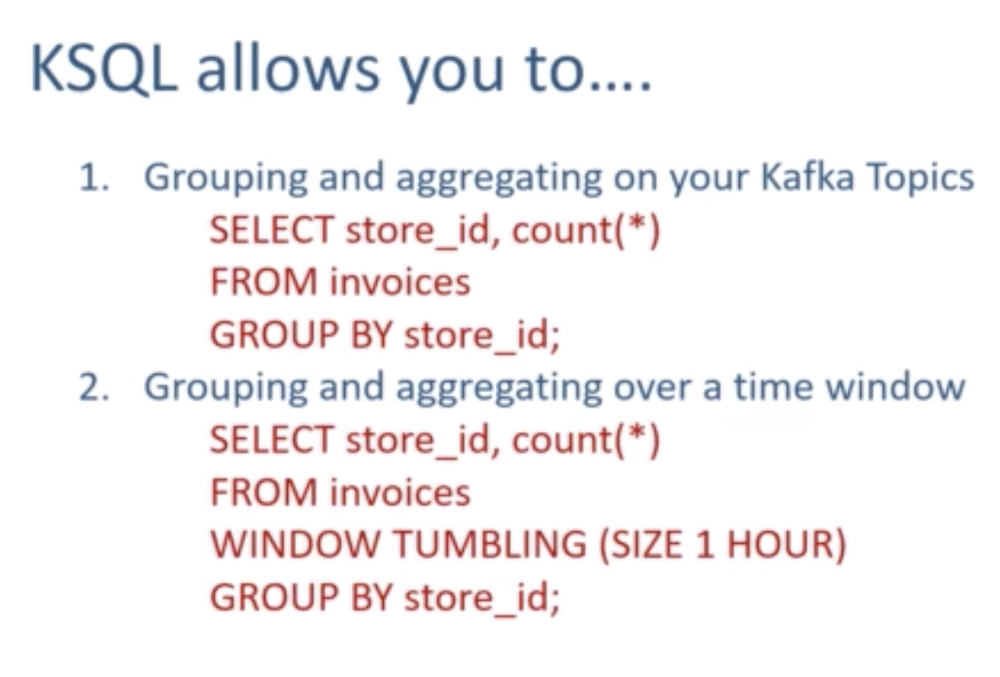 KSQL allows you to....
1. Grouping and aggregating on your Kafka Topics
SELECT store_id, count(*)
FROM invoices
GROUP BY store_id;
2. Grouping and aggregating over a time window
SELECT store_id, count(*)
FROM invoices
WINDOW TUMBLING (SIZE 1 HOUR)
GROUP BY store_id;